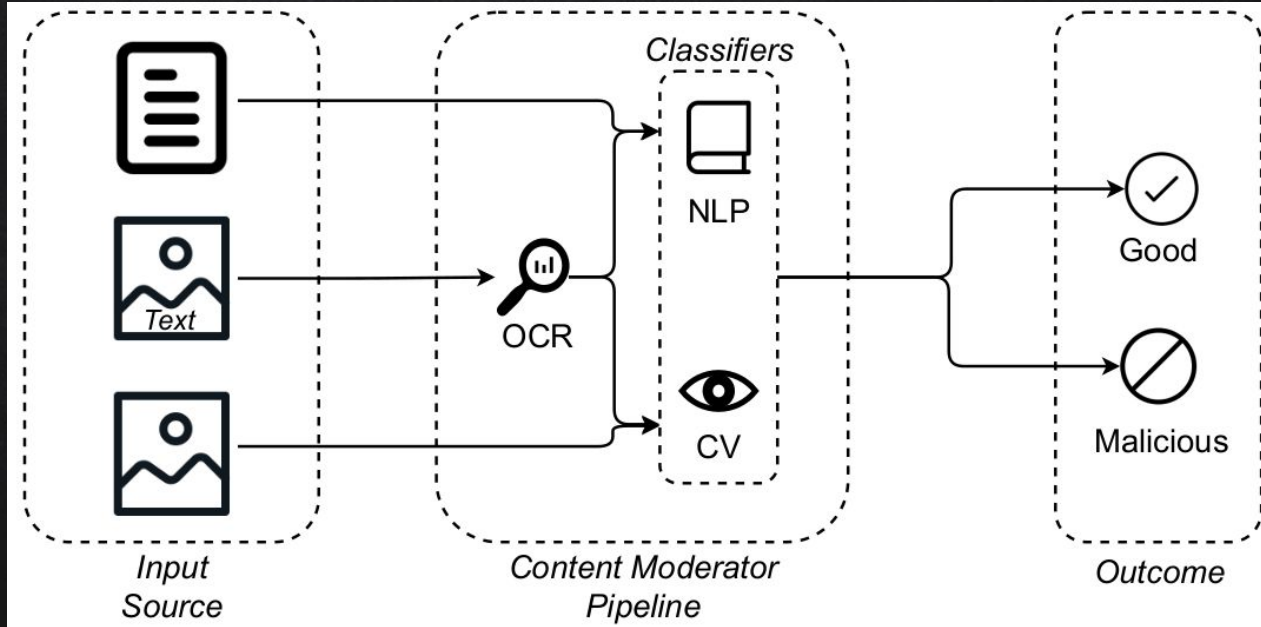 Classifiers
NLP
Good
Text
OCR
CV
Malicious
Input
Source
Content Moderator
Pipeline
Outcome